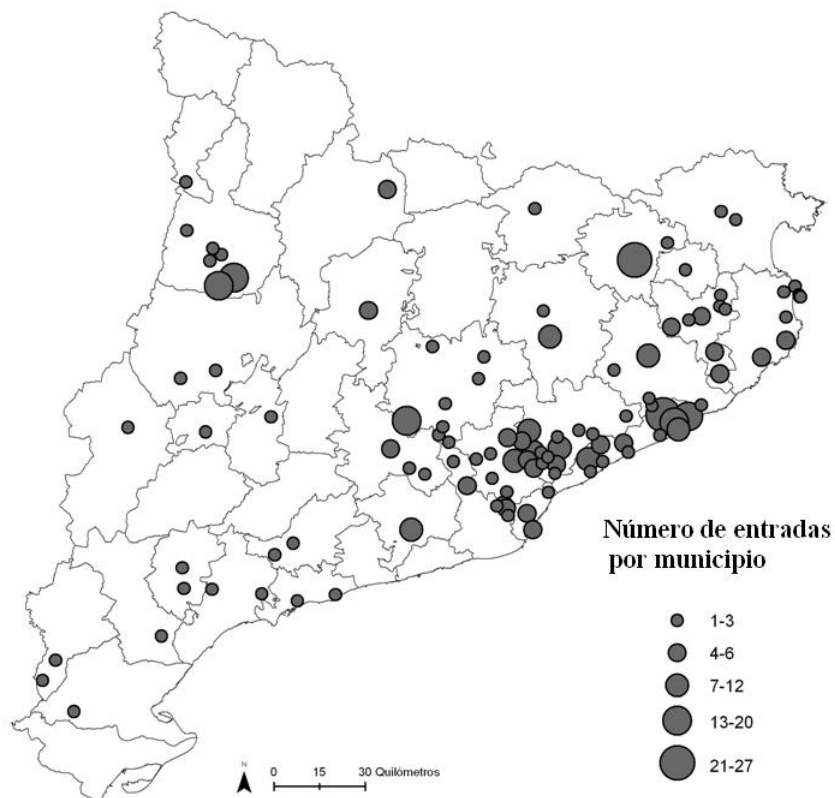 Número de entradas
por municipio
1-3
4-6
7-12
13-20
21-27
N
0 15 30 Quilómetros